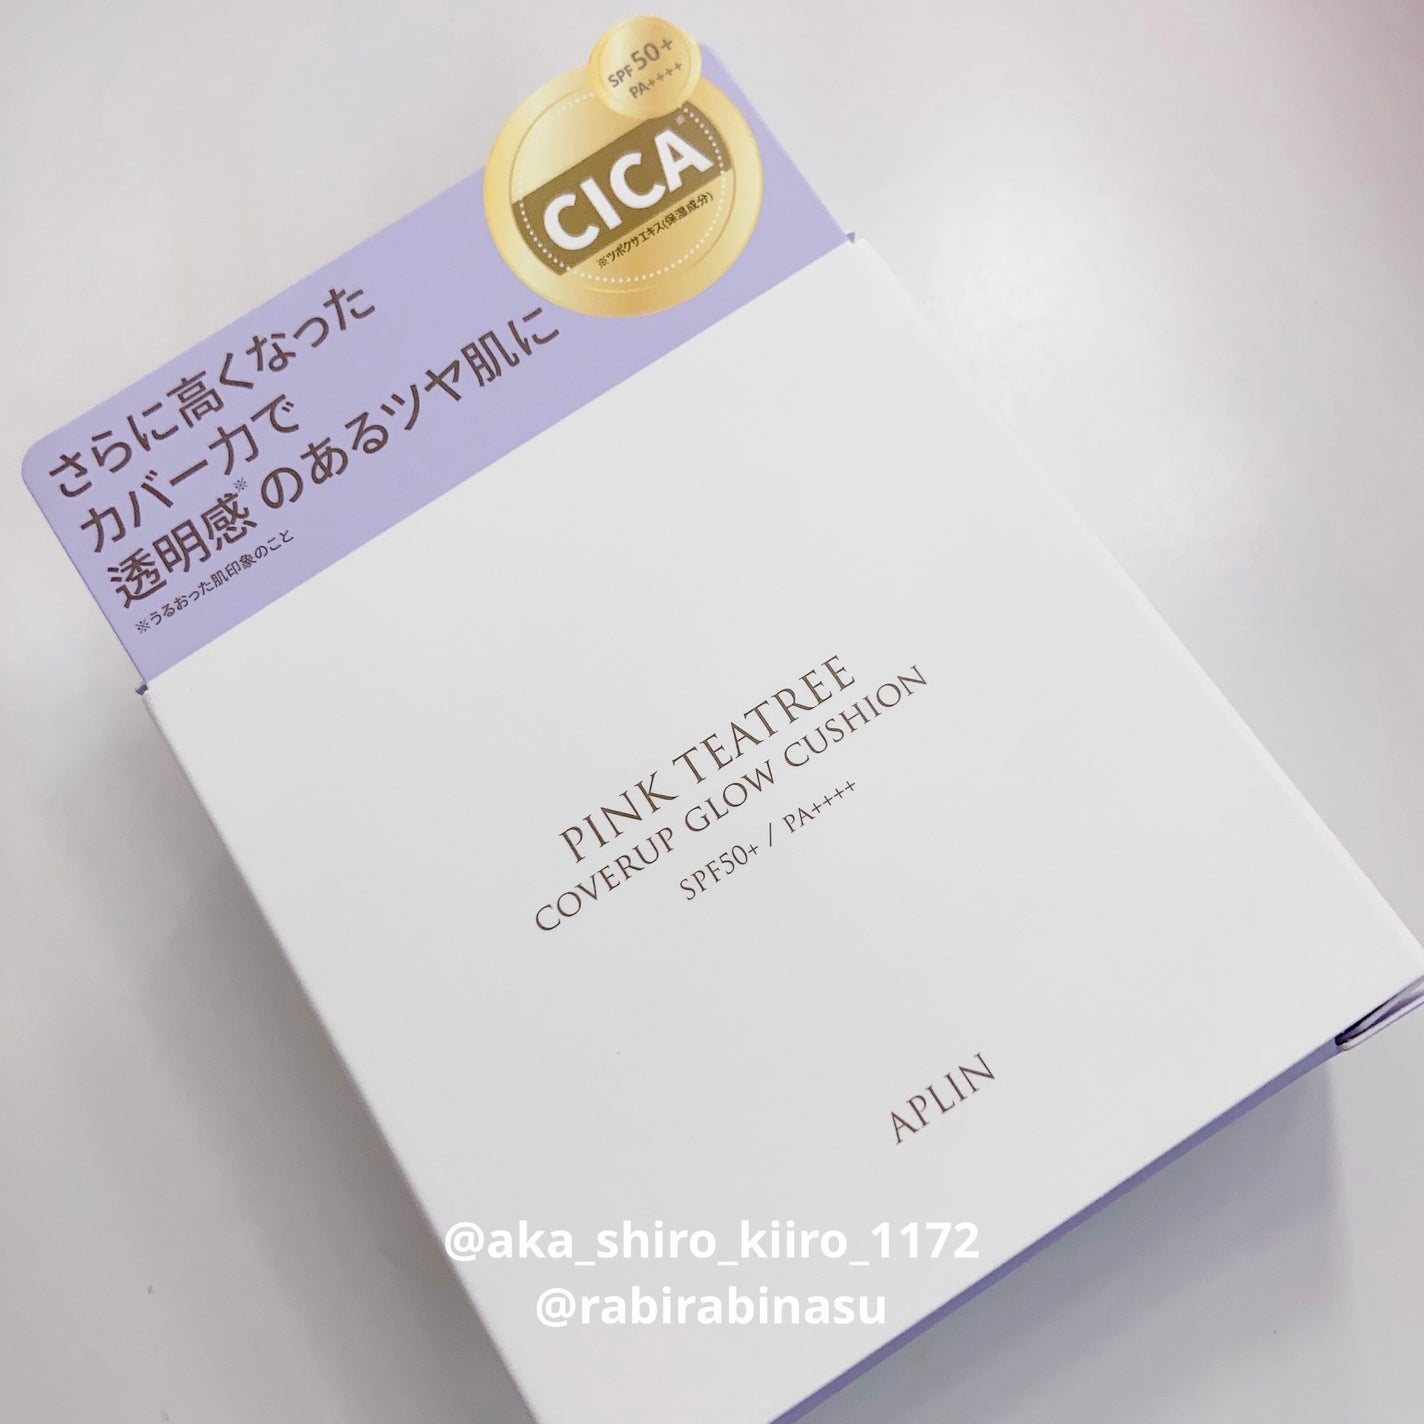 SPF50+
PA++++
CICA※
※ツボクサエキス(保湿成分)
さらに高くなった
カバー力で
透明感※のあるツヤ肌に
※うるおった肌印象のこと
PINK TEATREE
COVERUP GLOW CUSHION
SPF50+ / PA++++
APLIN
@aka_shiro_kiiro_1172
@rabirabinasu